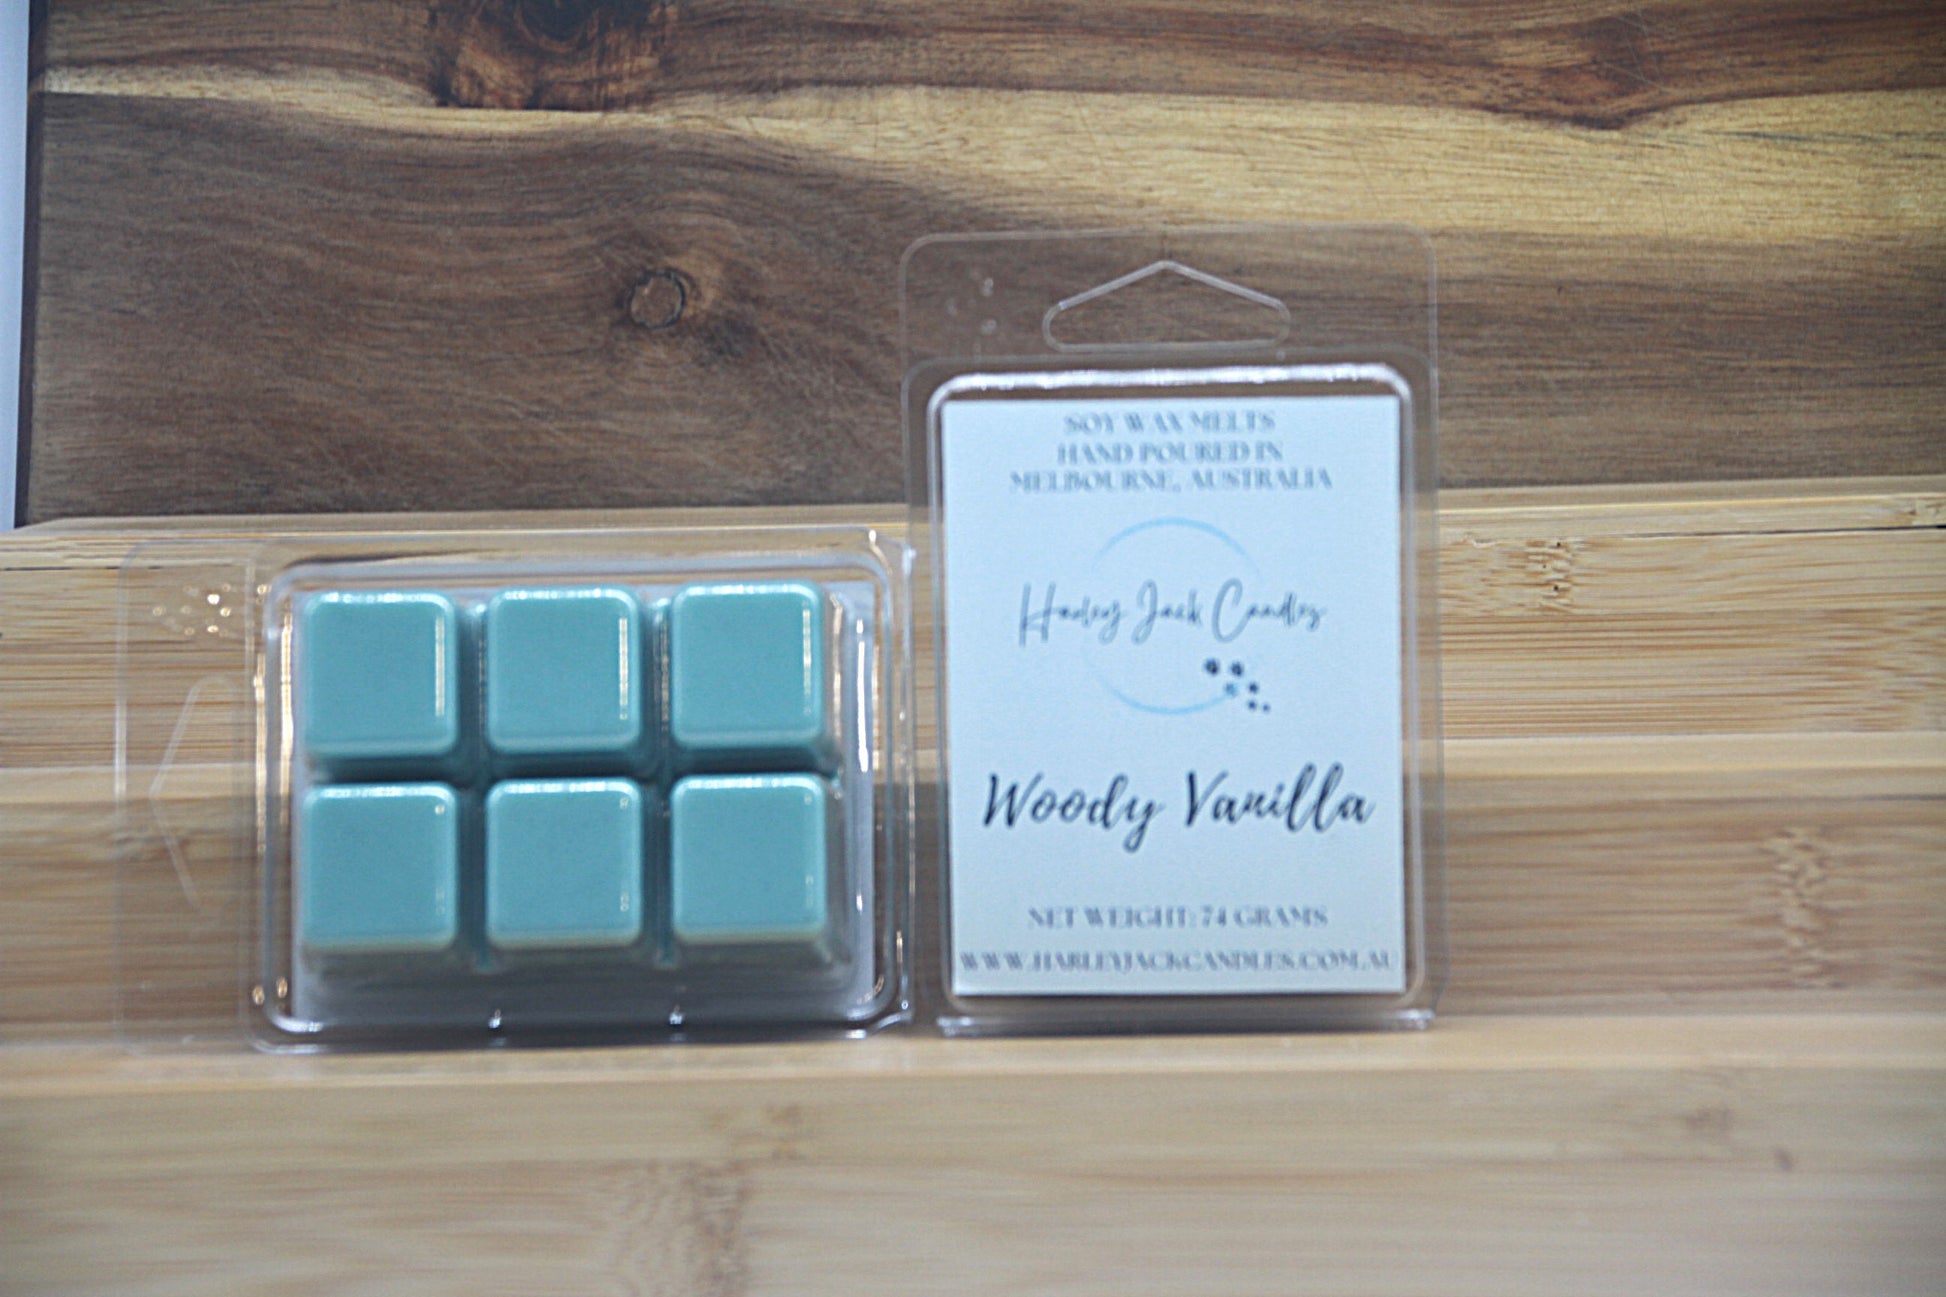 SOY WAX MELTS
HAND POURED IN
MELBOURNE, AUSTRALIA
Harley Jack Candles
Woody Vanilla
NET WEIGHT: 74 GRAMS
WWW.HARLEYJACKCANDLES.COM.AU